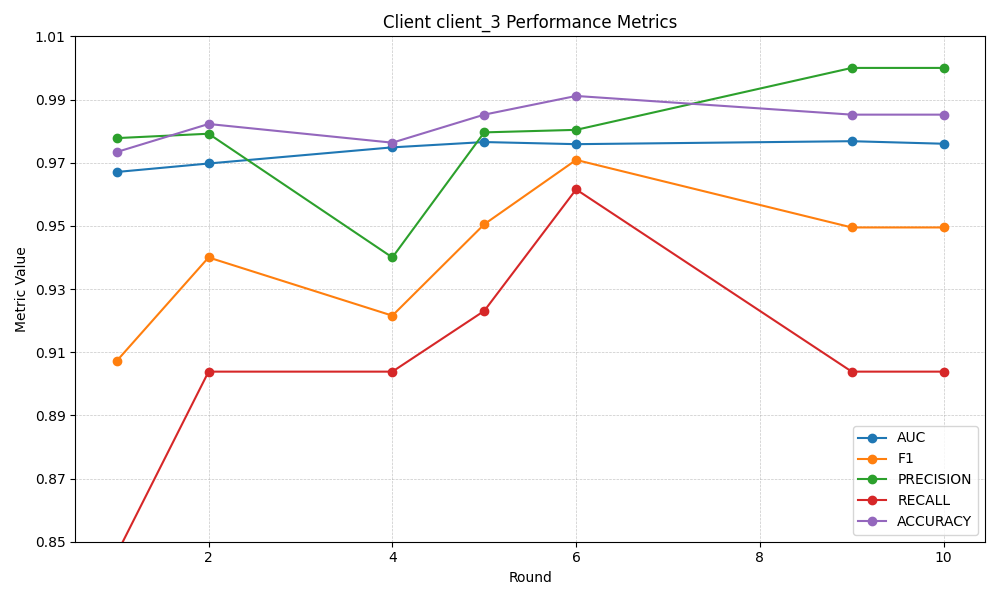 Client client_3 Performance Metrics
Metric Value
1.01
0.99
0.97
0.95
0.93
0.91
0.89
0.87
0.85
2
4
6
8
10
Round
AUC
F1
PRECISION
RECALL
ACCURACY